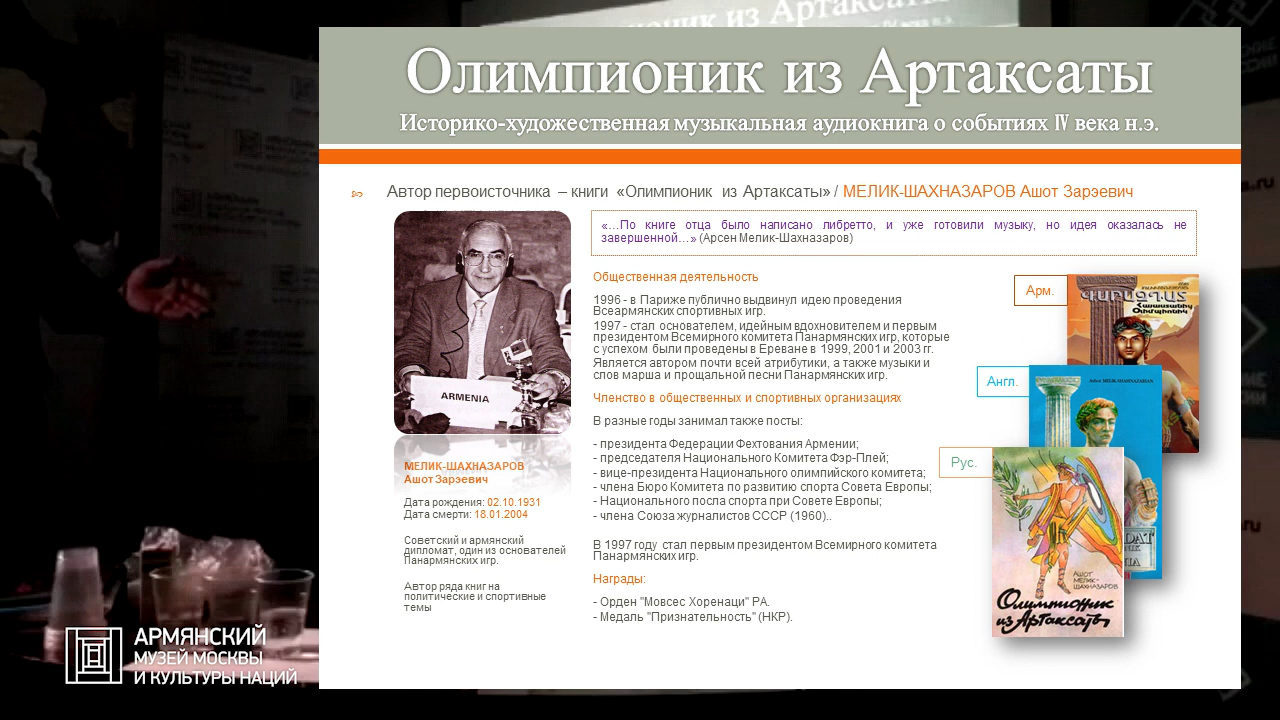 Олимпионик из Артаксаты
Историко-художественная музыкальная аудиокнига о событиях IV века н.э.
Автор первоисточника – книги «Олимпионик из Артаксаты» / МЕЛИК-ШАХНАЗАРОВ Ашот Зарэевич
«…По книге отца было написано либретто, и уже готовили музыку, но идея оказалась не
завершенной…» (Арсен Мелик-Шахназаров)
ARMENIA
МЕЛИК-ШАХНАЗАРОВ
Ашот Зарэевич
Дата рождения: 02.10.1931
Дата смерти: 18.01.2004
Советский и армянский
дипломат, один из основателей
Панармянских игр.
Автор ряда книг на
политические и спортивные
темы
Общественная деятельность
1996 - в Париже публично выдвинул идею проведения
Всеармянских спортивных игр.
1997 - стал основателем, идейным вдохновителем и первым
президентом Всемирного комитета Панармянских игр, которые
с успехом были проведены в Ереване в 1999, 2001 и 2003 гг.
Является автором почти всей атрибутики, а также музыки и
слов марша и прощальной песни Панармянских игр.
Членство в общественных и спортивных организациях
В разные годы занимал также посты:
- президента Федерации Фехтования Армении;
- председателя Национального Комитета Фэр-Плей;
- вице-президента Национального олимпийского комитета;
- члена Бюро Комитета по развитию спорта Совета Европы;
- Национального посла спорта при Совете Европы;
- члена Союза журналистов СССР (1960)..
В 1997 году стал первым президентом Всемирного комитета
Панармянских игр.
Награды:
- Орден "Мовсес Хоренаци" РА.
- Медаль "Признательность" (НКР).
Арм.
Англ.
Рус.
АШОТ
МЕЛИК-
ШАХНАЗАРОВ
Олимпионик
из Артаксаты
АРМЯНСКИЙ
МУЗЕЙ МОСКВЫ
И КУЛЬТУРЫ НАЦИЙ